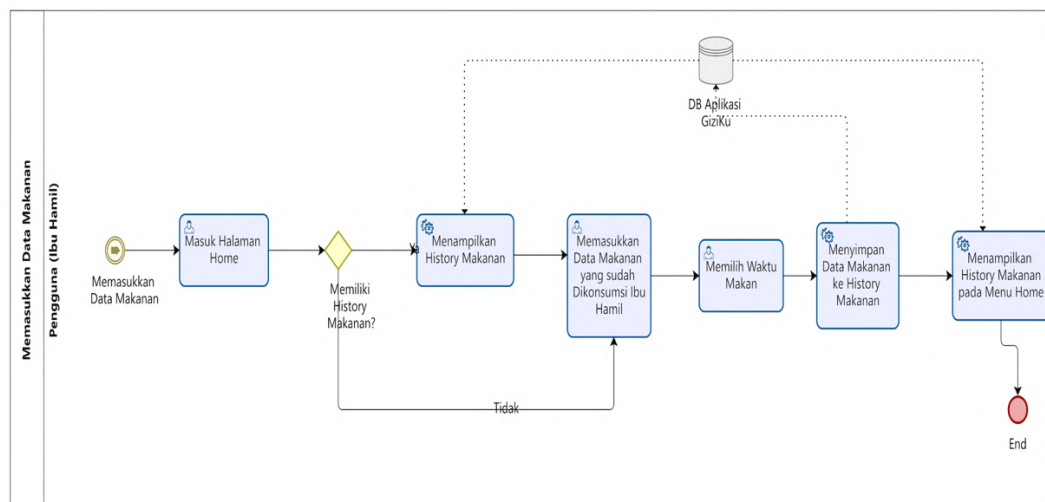 Memasukkan Data Makanan
Pengguna (Ibu Hamil)
Memasukkan
Data Makanan
Masuk Halaman
Home
Memiliki
History
Makanan?
Ya
Tidak
Menampilkan
History Makanan
Memasukkan
Data Makanan
yang sudah
Dikonsumsi Ibu
Hamil
Memilih Waktu
Makan
Menyimpan
Data Makanan
ke History
Makanan
DB Aplikasi
GiziKu
Menampilkan
History Makanan
pada Menu Home
End